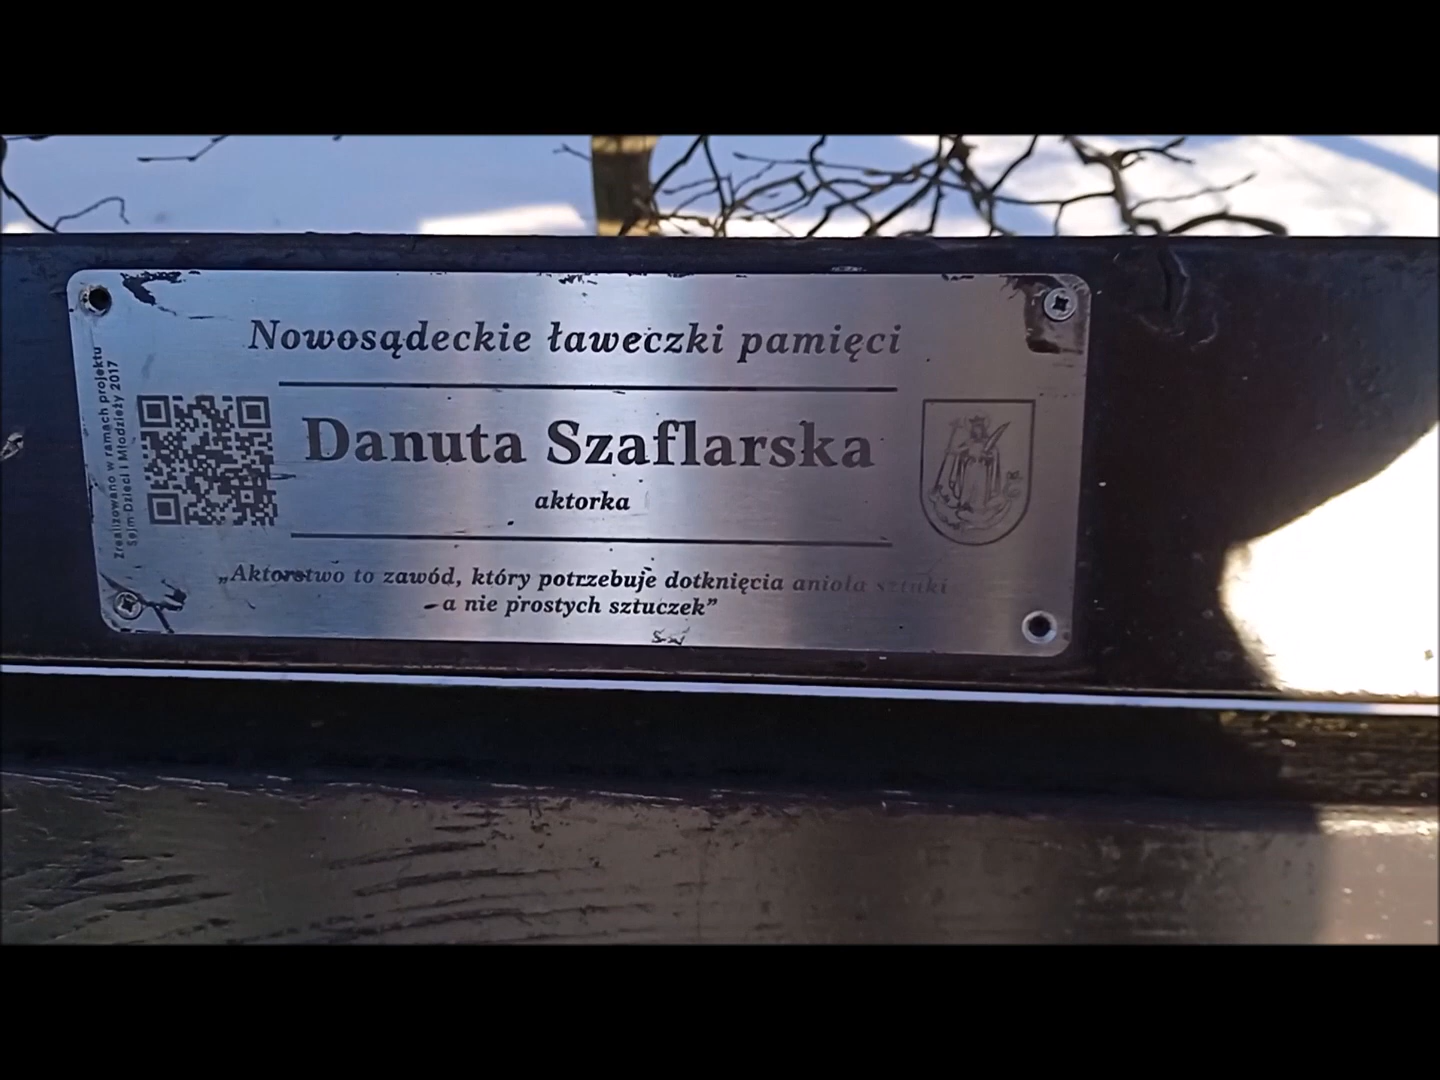 Nowosądeckie ławeczki pamięci
Zrealizowano w ramach projektu
Sejm Dzieci i Młodzieży 2017
Danuta Szaflarska
aktorka
„Aktorstwo to zawód, który potrzebuje dotknięcia anioła sztuki
- a nie prostych sztuczek”